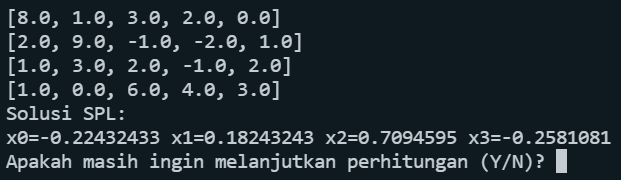 [8.0, 1.0, 3.0, 2.0, 0.0]
[2.0, 9.0, -1.0, -2.0, 1.0]
[1.0, 3.0, 2.0, -1.0, 2.0]
[1.0, 0.0, 6.0, 4.0, 3.0]
Solusi SPL:
x0=-0.22432433 x1=0.18243243 x2=0.7094595 x3=-0.2581081
Apakah masih ingin melanjutkan perhitungan (Y/N)?